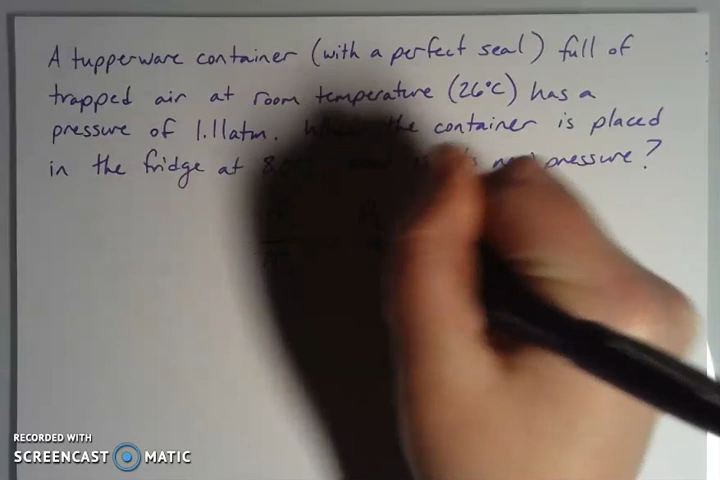 A tupperware container (with a perfect seal) full of
trapped air at room temperature (26°C) has a
pressure of 1.11atm. the container is placed
in the fridge at pressure?
RECORDED WITH
SCREENCAST MATIC